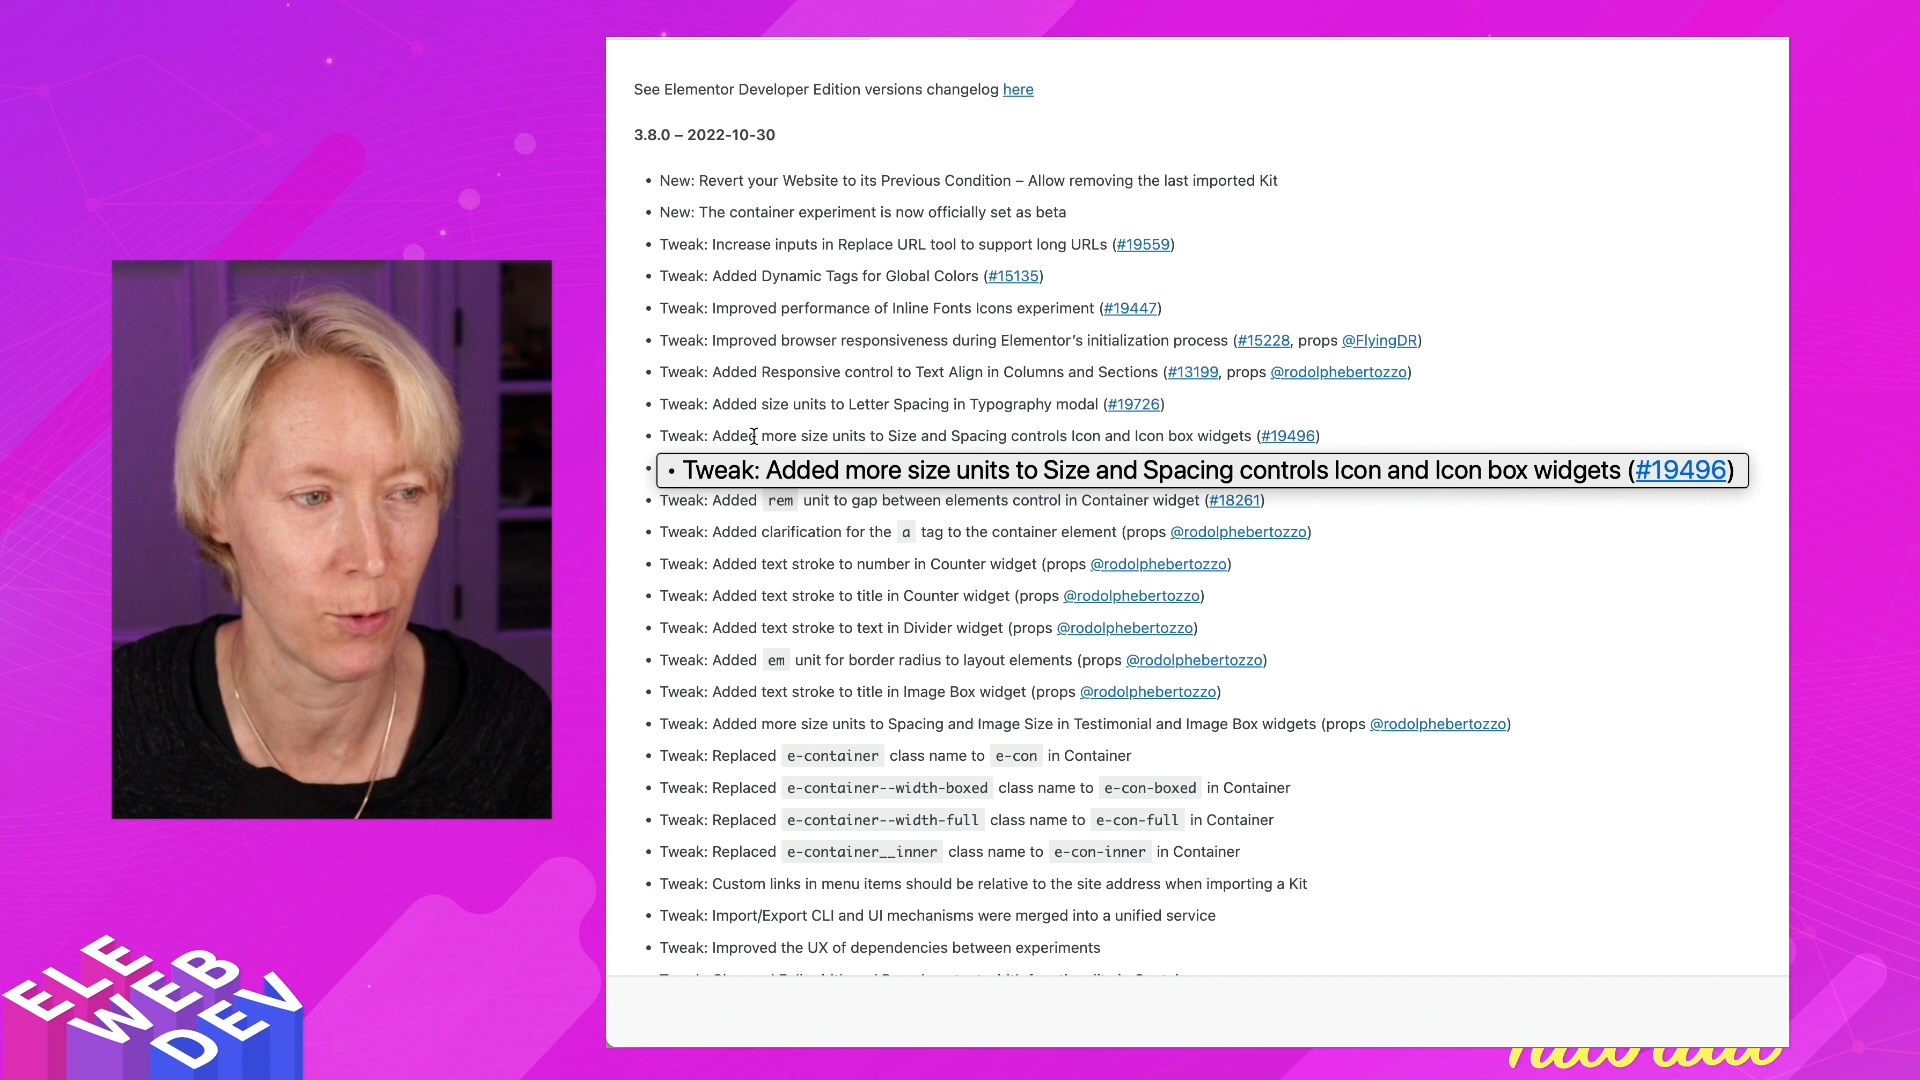 See Elementor Developer Edition versions changelog here
3.8.0 – 2022-10-30
• New: Revert your Website to its Previous Condition – Allow removing the last imported Kit
• New: The container experiment is now officially set as beta
• Tweak: Increase inputs in Replace URL tool to support long URLs (#19559)
• Tweak: Added Dynamic Tags for Global Colors (#15135)
• Tweak: Improved performance of Inline Fonts Icons experiment (#19447)
• Tweak: Improved browser responsiveness during Elementor’s initialization process (#15228, props @FlyingDR)
• Tweak: Added Responsive control to Text Align in Columns and Sections (#13199, props @rodolphebertozzo)
• Tweak: Added size units to Letter Spacing in Typography modal (#19726)
• Tweak: Added more size units to Size and Spacing controls Icon and Icon box widgets (#19496)
• Tweak: Added more size units to Size and Spacing controls Icon and Icon box widgets (#19496)
• Tweak: Added rem unit to gap between elements control in Container widget (#18261)
• Tweak: Added clarification for the a tag to the container element (props @rodolphebertozzo)
• Tweak: Added text stroke to number in Counter widget (props @rodolphebertozzo)
• Tweak: Added text stroke to title in Counter widget (props @rodolphebertozzo)
• Tweak: Added text stroke to text in Divider widget (props @rodolphebertozzo)
• Tweak: Added em unit for border radius to layout elements (props @rodolphebertozzo)
• Tweak: Added text stroke to title in Image Box widget (props @rodolphebertozzo)
• Tweak: Added more size units to Spacing and Image Size in Testimonial and Image Box widgets (props @rodolphebertozzo)
• Tweak: Replaced e-container class name to e-con in Container
• Tweak: Replaced e-container--width-boxed class name to e-con-boxed in Container
• Tweak: Replaced e-container--width-full class name to e-con-full in Container
• Tweak: Replaced e-container__inner class name to e-con-inner in Container
• Tweak: Custom links in menu items should be relative to the site address when importing a Kit
• Tweak: Import/Export CLI and UI mechanisms were merged into a unified service
• Tweak: Improved the UX of dependencies between experiments
ELE
WEB
DEV